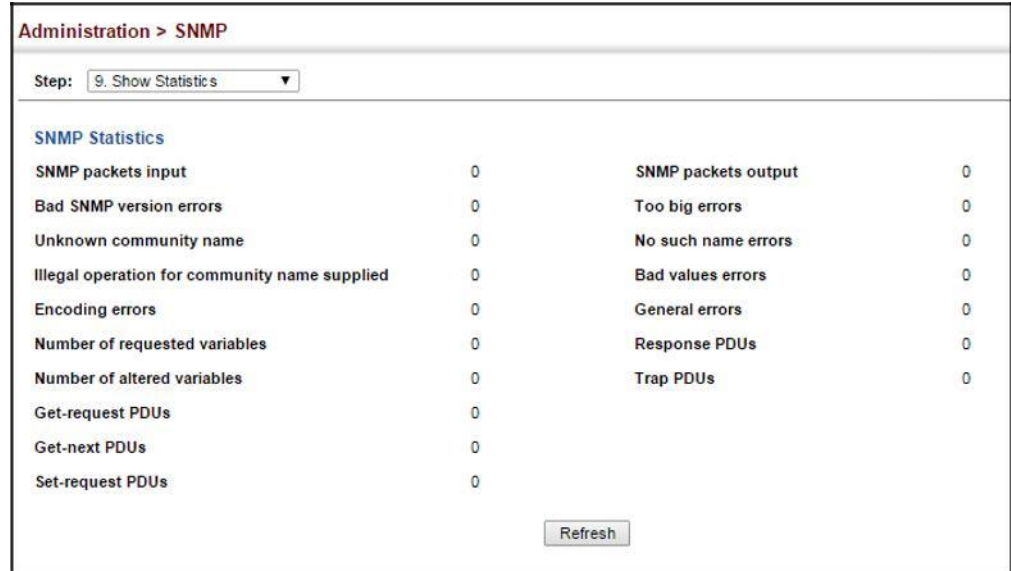 Administration > SNMP
Step: 9. Show Statistics ▼
SNMP Statistics
SNMP packets input 0 SNMP packets output 0
Bad SNMP version errors 0 Too big errors 0
Unknown community name 0 No such name errors 0
Illegal operation for community name supplied 0 Bad values errors 0
Encoding errors 0 General errors 0
Number of requested variables 0 Response PDUs 0
Number of altered variables 0 Trap PDUs 0
Get-request PDUs 0
Get-next PDUs 0
Set-request PDUs 0
Refresh